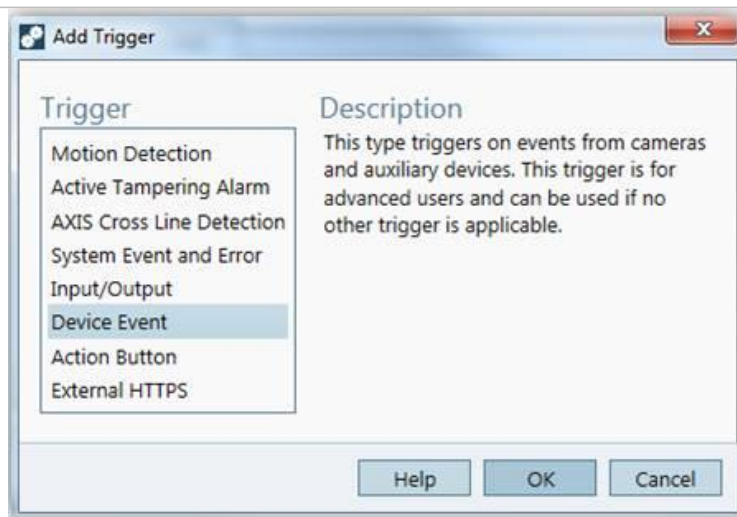 Add Trigger
Trigger
Motion Detection
Active Tampering Alarm
AXIS Cross Line Detection
System Event and Error
Input/Output
Device Event
Action Button
External HTTPS
Description
This type triggers on events from cameras
and auxiliary devices. This trigger is for
advanced users and can be used if no
other trigger is applicable.
Help
OK
Cancel